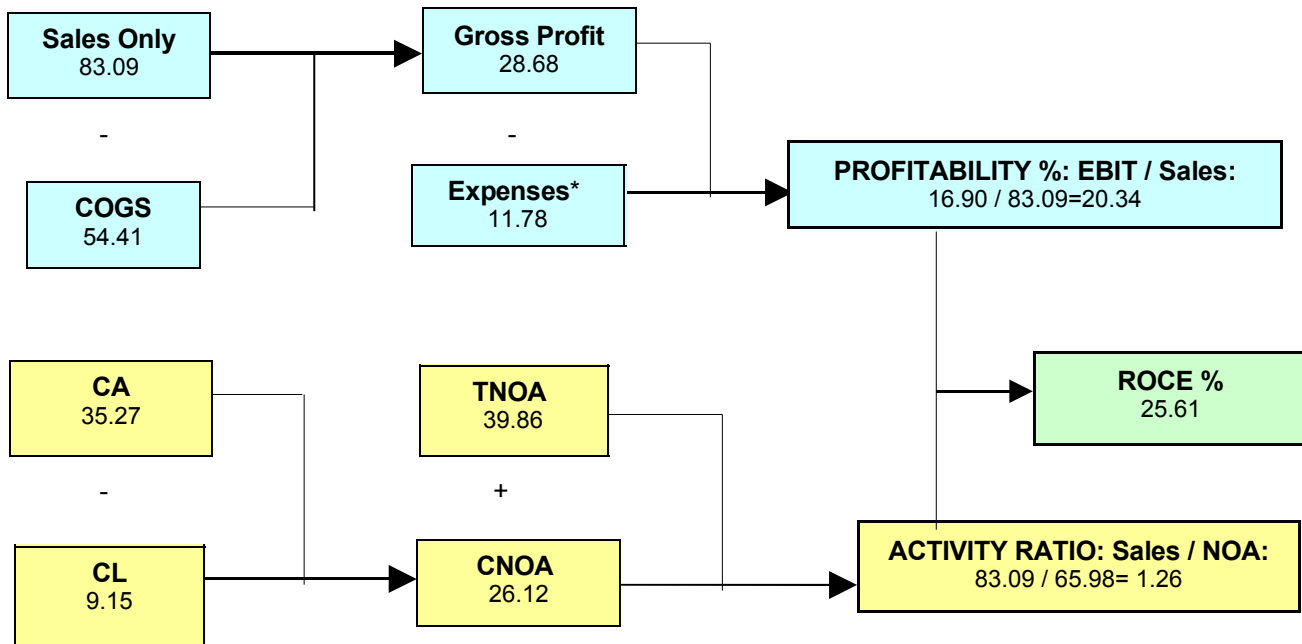 Sales Only
83.09
-
COGS
54.41
Gross Profit
28.68
-
Expenses*
11.78
PROFITABILITY %: EBIT / Sales:
16.90 / 83.09=20.34
CA
35.27
-
CL
9.15
TNOA
39.86
+
CNOA
26.12
ROCE %
25.61
ACTIVITY RATIO: Sales / NOA:
83.09 / 65.98= 1.26